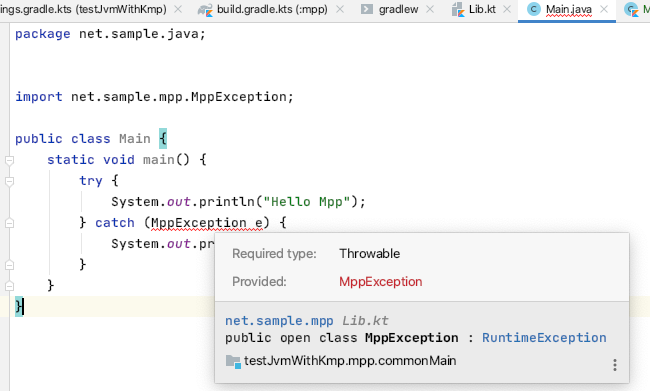 ings.gradle.kts (testJvmWithKmp) build.gradle.kts (:mpp) gradlew Lib.kt Main.java
package net.sample.java;
import net.sample.mpp.MppException;
public class Main {
static void main() {
try {
System.out.println("Hello Mpp");
} catch (MppException e) {
System.out.pr
}
}
}
Required type: Throwable
Provided: MppException
net.sample.mpp Lib.kt
public open class MppException : RuntimeException
testJvmWithKmp.mpp.commonMain